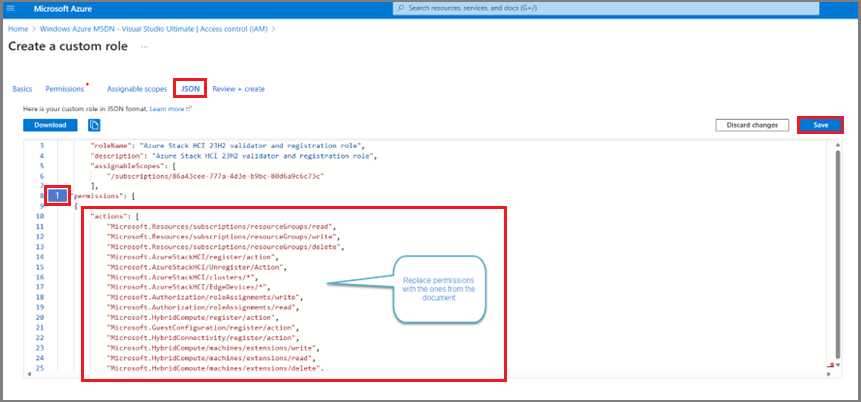 Microsoft Azure
Search resources, services, and docs (G+/)
Home > Windows Azure MSDN - Visual Studio Ultimate | Access control (IAM) >
Create a custom role ...
Basics Permissions * Assignable scopes JSON Review + create
Here is your custom role in JSON format. Learn more
Download Discard changes Save
3 "roleName": "Azure Stack HCI 23H2 validator and registration role",
4 "description": "Azure Stack HCI 23H2 validator and registration role",
5 "assignableScopes": [
6 "/subscriptions/86a43cee-777a-4d3e-b9bc-80d6a9c6c73c"
7 ],
8 1 "permissions": [
9 {
10 "actions": [
11 "Microsoft.Resources/subscriptions/resourceGroups/read",
12 "Microsoft.Resources/subscriptions/resourceGroups/write",
13 "Microsoft.Resources/subscriptions/resourceGroups/delete",
14 "Microsoft.AzureStackHCI/register/action",
15 "Microsoft.AzureStackHCI/Unregister/Action",
16 "Microsoft.AzureStackHCI/clusters/*",
17 "Microsoft.AzureStackHCI/EdgeDevices/*",
18 "Microsoft.Authorization/roleAssignments/write",
19 "Microsoft.Authorization/roleAssignments/read",
20 "Microsoft.HybridCompute/register/action",
21 "Microsoft.GuestConfiguration/register/action",
22 "Microsoft.HybridConnectivity/register/action",
23 "Microsoft.HybridCompute/machines/extensions/write",
24 "Microsoft.HybridCompute/machines/extensions/read",
25 "Microsoft.HybridCompute/machines/extensions/delete",
Replace permissions
with the ones from the
document